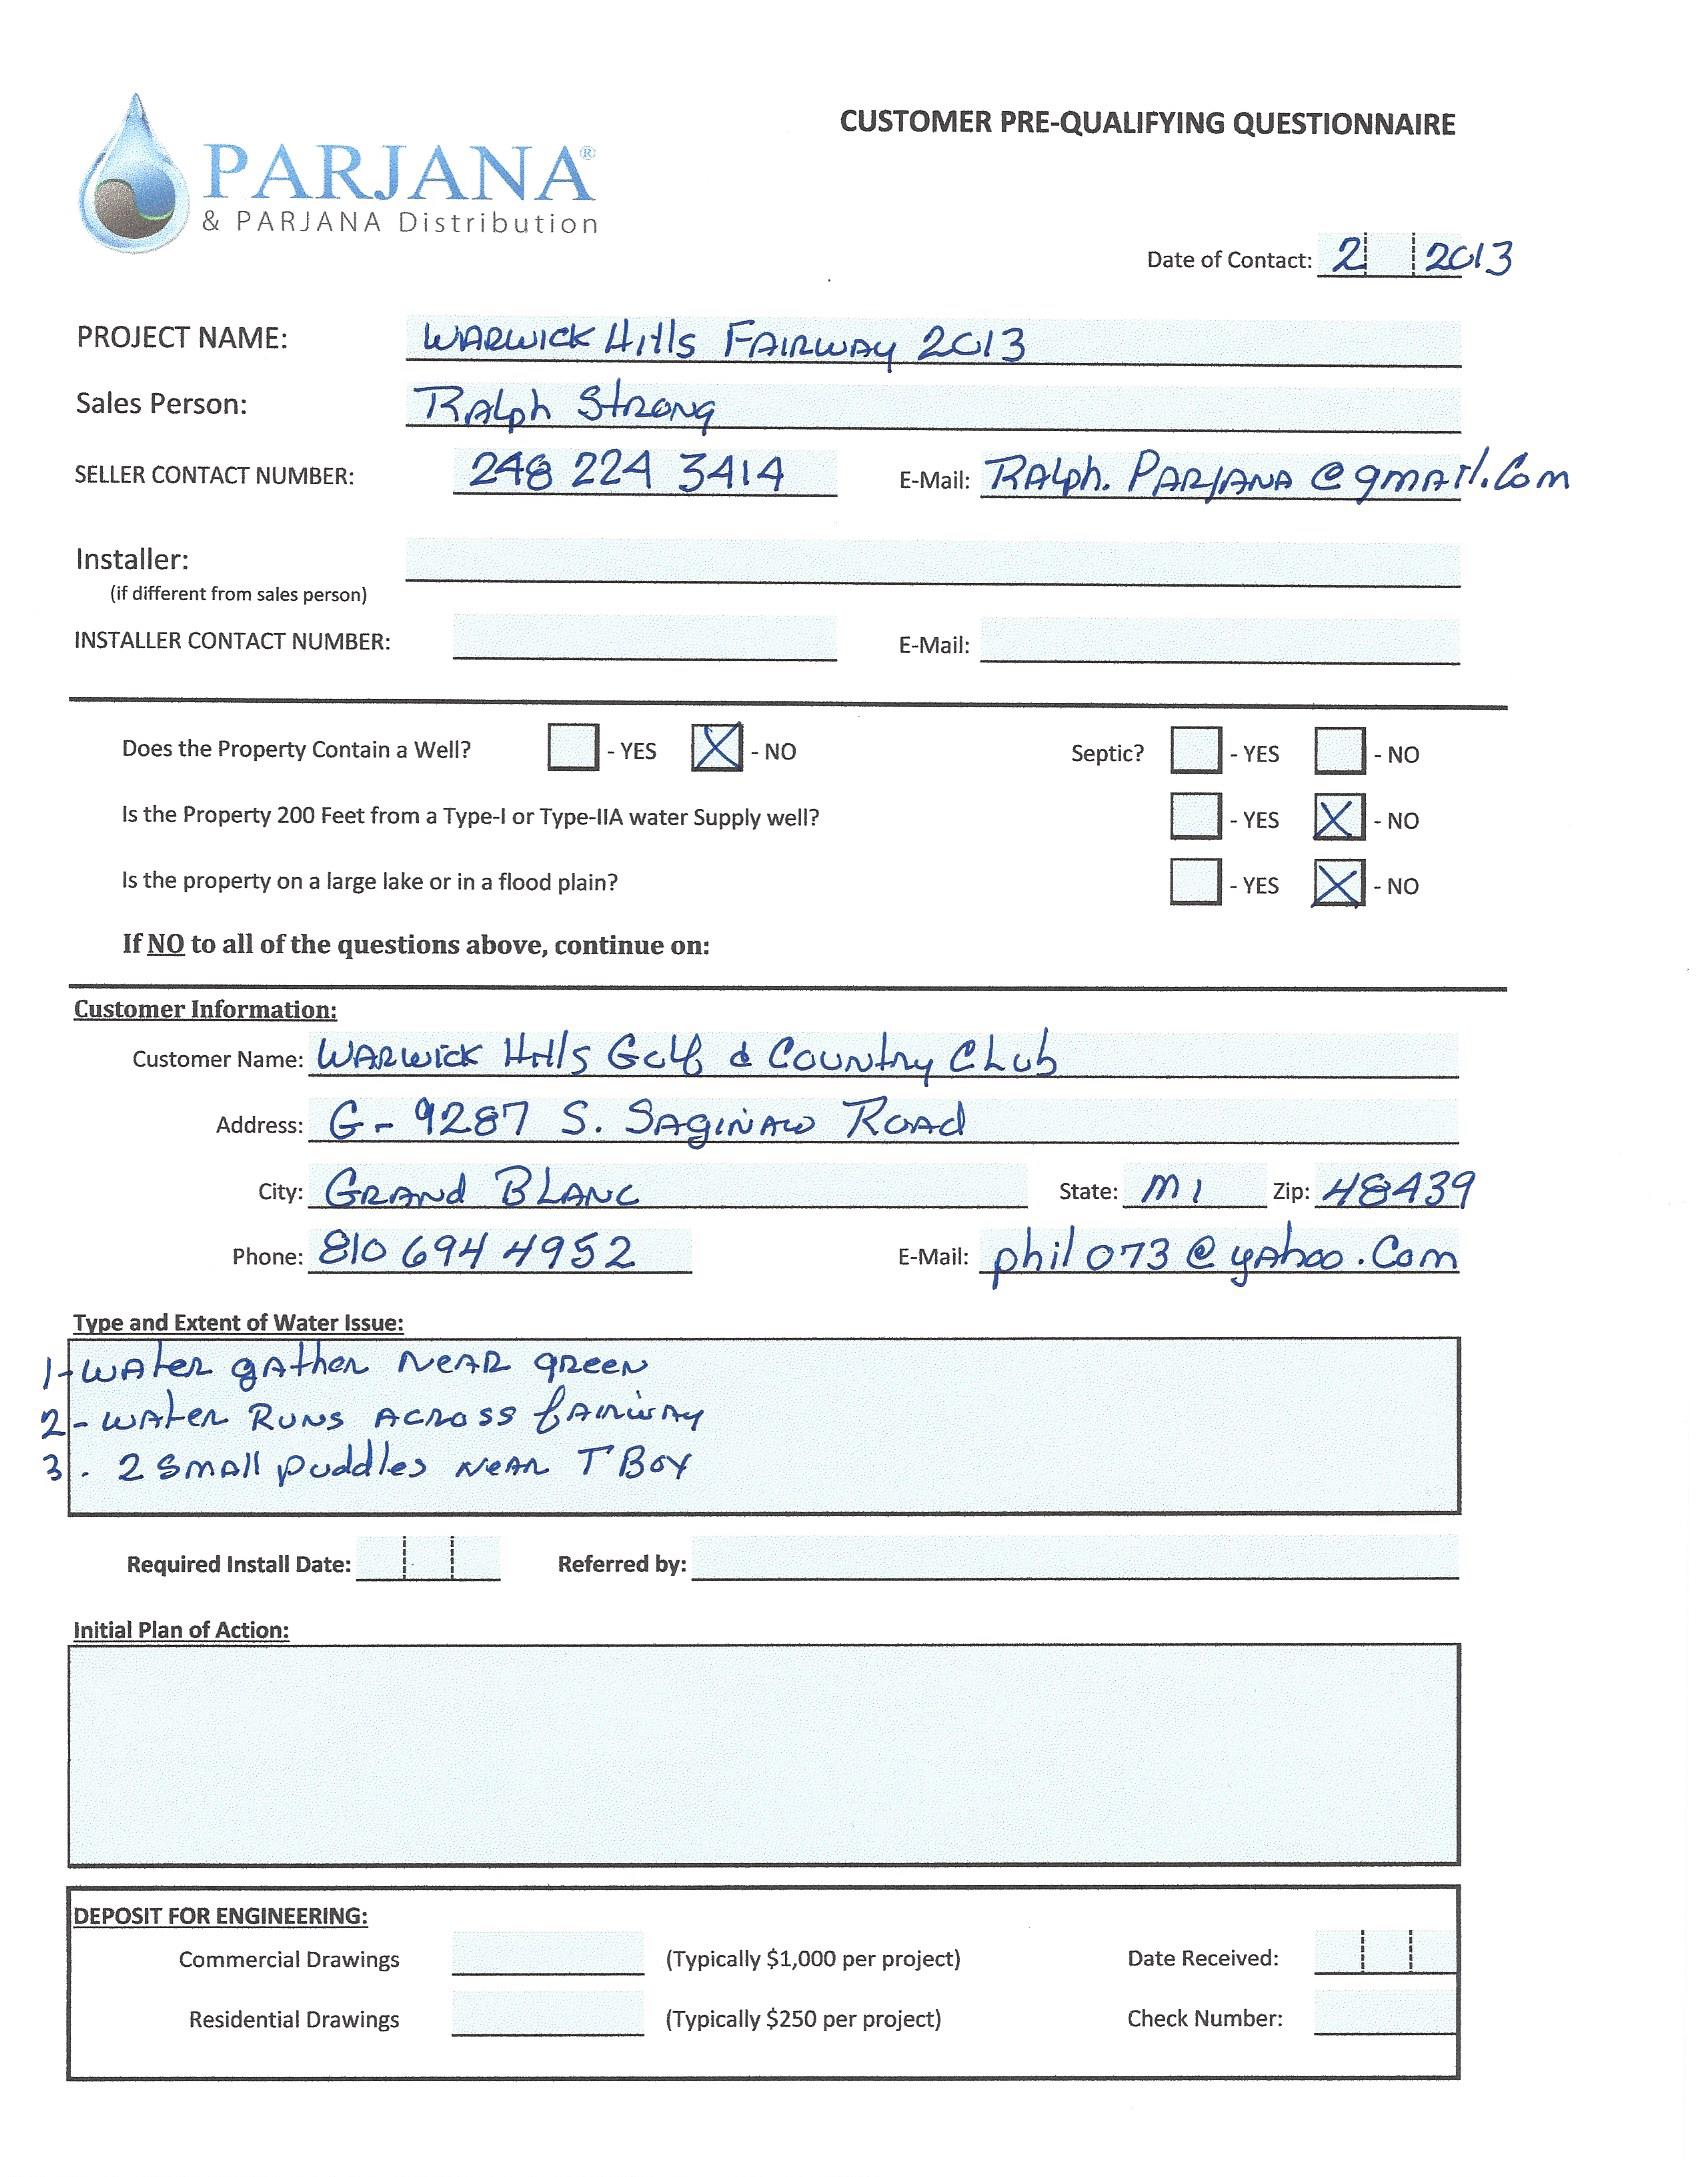 CUSTOMER PRE-QUALIFYING QUESTIONNAIRE
PARJANA®
& PARJANA Distribution
Date of Contact: 2 2013
PROJECT NAME: WARWICK Hills FAIRWAY 2013
Sales Person: RALph StRONg
SELLER CONTACT NUMBER: 248 224 3414 E-Mail: RALph.PARJANA@gmail.Com
Installer:
(if different from sales person)
INSTALLER CONTACT NUMBER: E-Mail:
Does the Property Contain a Well? - YES X - NO Septic? - YES - NO
Is the Property 200 Feet from a Type-I or Type-IIA water Supply well? - YES X - NO
Is the property on a large lake or in a flood plain? - YES X - NO
If NO to all of the questions above, continue on:
Customer Information:
Customer Name: WARWICK Hills Golf & COUNtRy CLub
Address: G-9287 S. SAGINAW ROAd
City: GRANd BLANC State: MI Zip: 48439
Phone: 810 694 4952 E-Mail: phil073@yahoo.Com
Type and Extent of Water Issue:
1-WAteR gAtheR NeAR gReeN
2-WAteR RUNS ACROSS fAIRWAy
3. 2 SmAll puddles NeAR T Box
Required Install Date: Referred by:
Initial Plan of Action:
DEPOSIT FOR ENGINEERING:
Commercial Drawings (Typically $1,000 per project) Date Received:
Residential Drawings (Typically $250 per project) Check Number: